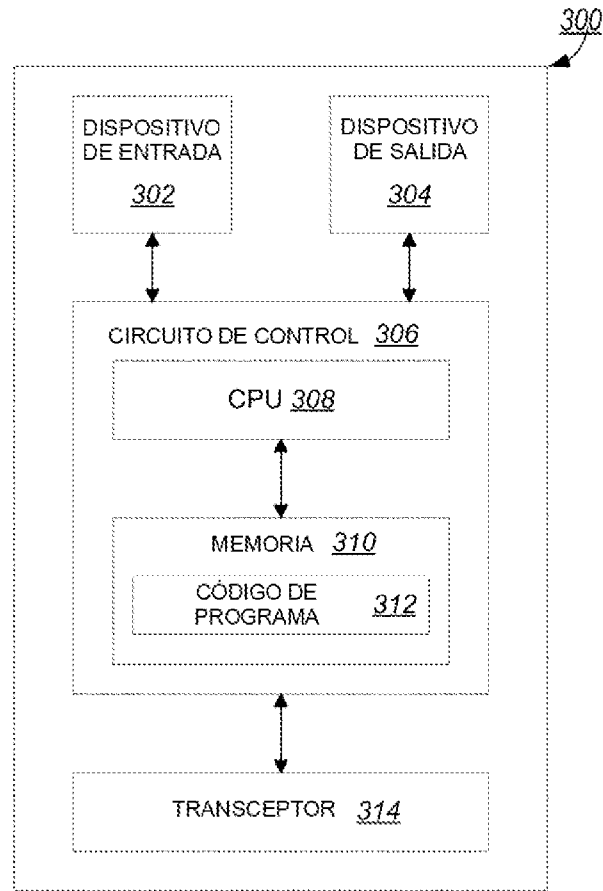 300
DISPOSITIVO
DE ENTRADA
302
DISPOSITIVO
DE SALIDA
304
CIRCUITO DE CONTROL 306
CPU 308
MEMORIA 310
CÓDIGO DE
PROGRAMA 312
TRANSCEPTOR 314